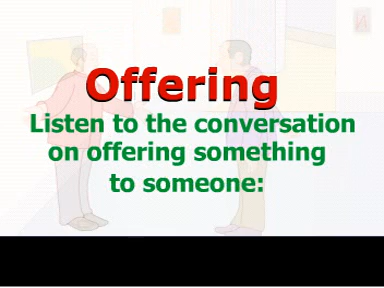 Offering
Listen to the conversation
on offering something
to someone: